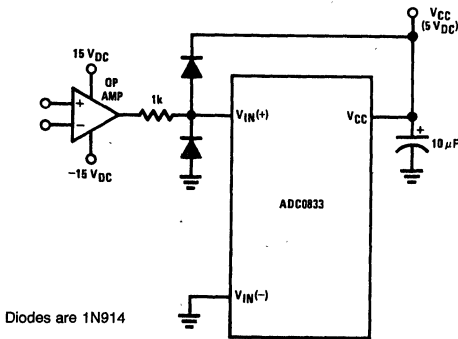 VCC
(5 VDC)
15 VDC
OP
AMP
+
−
1k
−15 VDC
VIN(+)
VCC
+
10 µF
ADC0833
VIN(−)
Diodes are 1N914